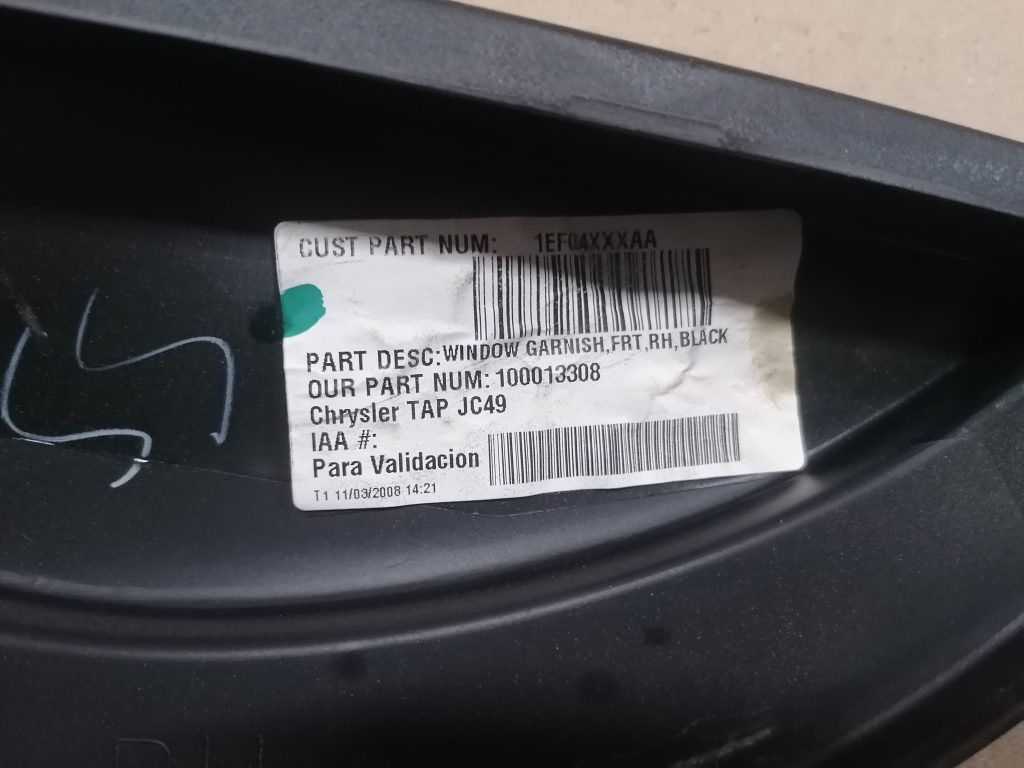 CUST PART NUM: 1EF04XXXAA
PART DESC:WINDOW GARNISH,FRT,RH,BLACK
OUR PART NUM: 100013308
Chrysler TAP JC49
IAA #:
Para Validacion
T1 11/03/2008 14:21